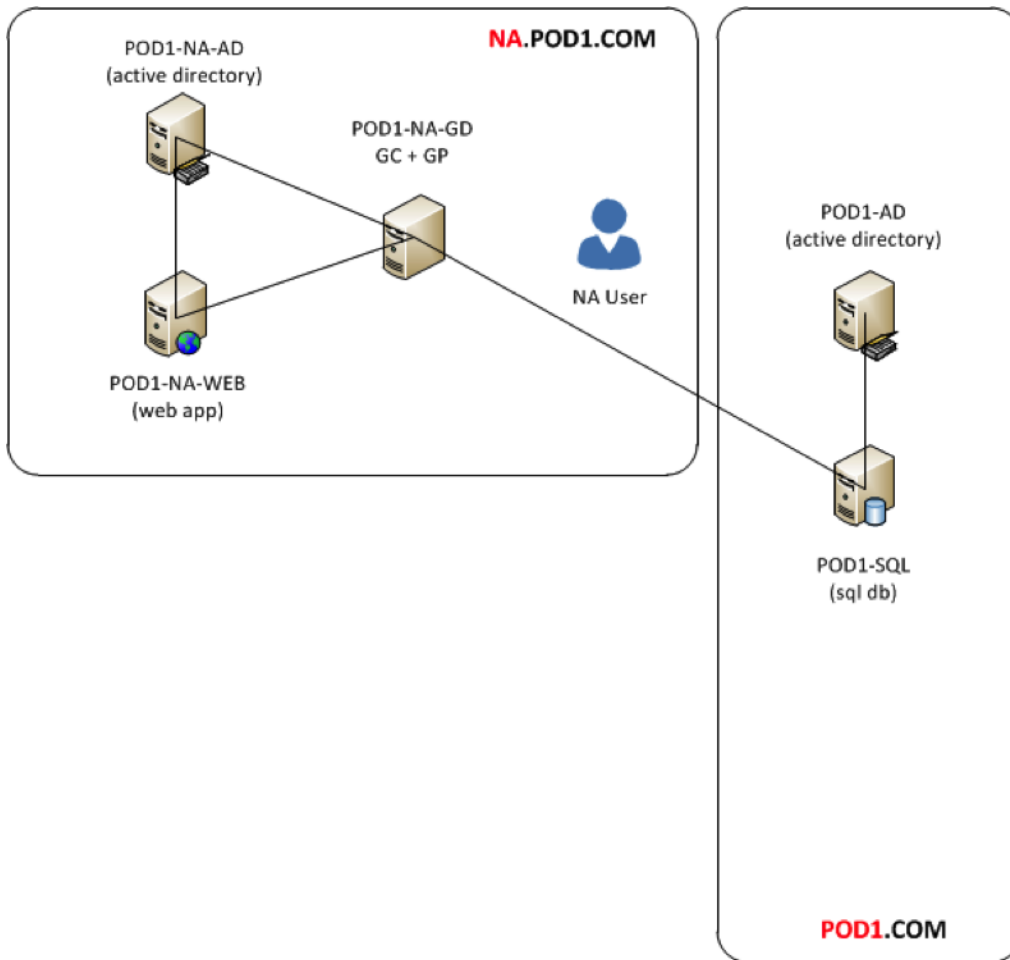 NA.POD1.COM
POD1-NA-AD
(active directory)
POD1-NA-GD
GC + GP
NA User
POD1-NA-WEB
(web app)
POD1-AD
(active directory)
POD1-SQL
(sql db)
POD1.COM